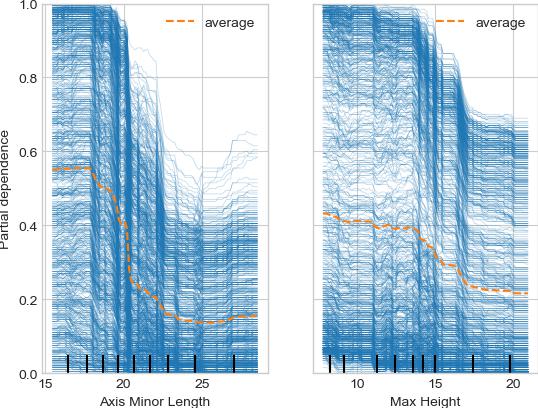 1.0
average
average
0.8
0.6
Partial dependence
0.4
0.2
0.0
15 20 25
10 15 20
Axis Minor Length
Max Height